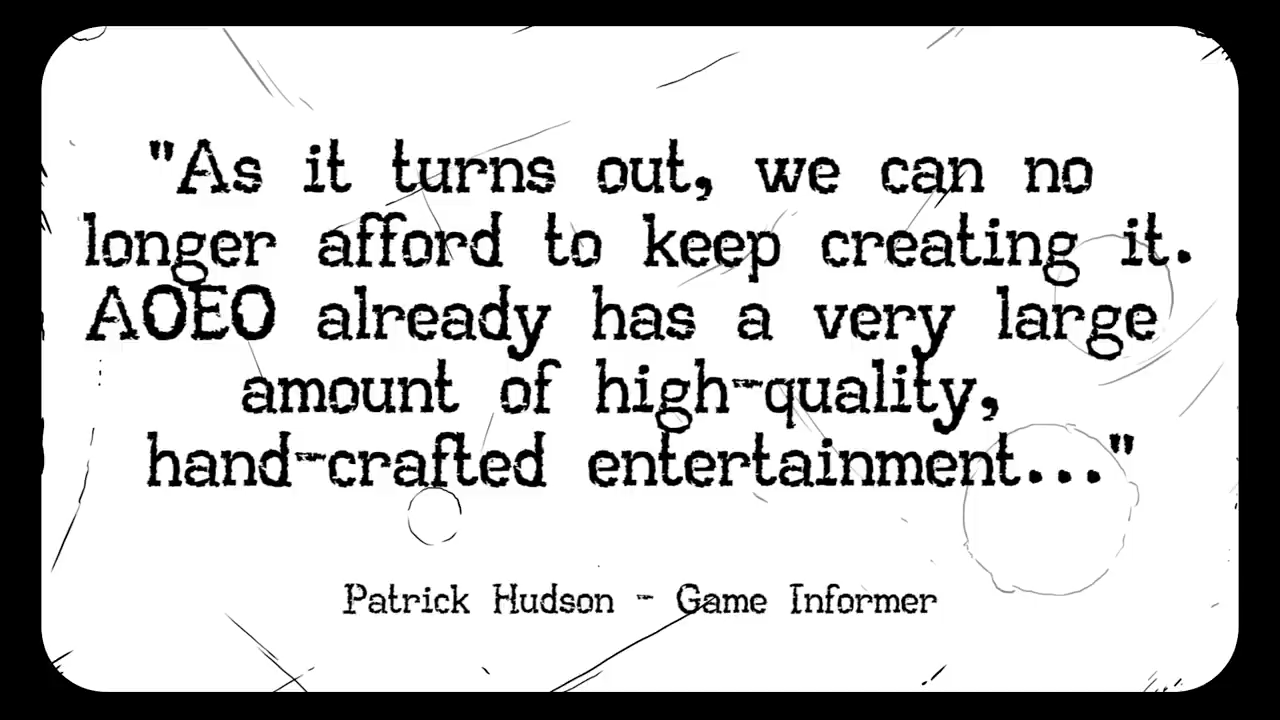 "As it turns out, we can no
longer afford to keep creating it.
AOEO already has a very large
amount of high-quality,
hand-crafted entertainment..."
Patrick Hudson - Game Informer